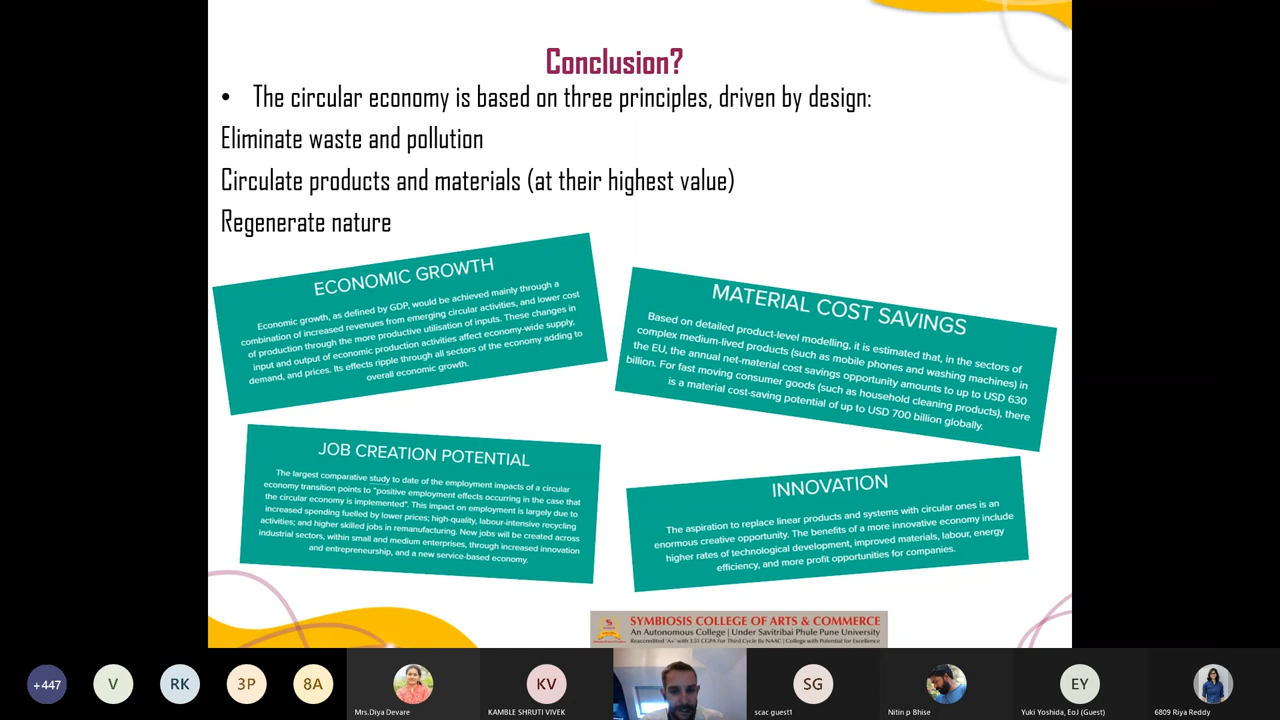 Conclusion?
• The circular economy is based on three principles, driven by design:
Eliminate waste and pollution
Circulate products and materials (at their highest value)
Regenerate nature
ECONOMIC GROWTH
Economic growth, as defined by GDP, would be achieved mainly through a
combination of increased revenues from emerging circular activities, and lower cost
of production through the more productive utilisation of inputs. These changes in
input and output of economic production activities affect economy-wide supply,
demand, and prices. Its effects ripple through all sectors of the economy adding to
overall economic growth.
MATERIAL COST SAVINGS
Based on detailed product-level modelling, it is estimated that, in the sectors of
complex medium-lived products (such as mobile phones and washing machines) in
the EU, the annual net-material cost savings opportunity amounts to up to USD 630
billion. For fast moving consumer goods (such as household cleaning products), there
is a material cost-saving potential of up to USD 700 billion globally.
JOB CREATION POTENTIAL
The largest comparative study to date of the employment impacts of a circular
economy transition points to "positive employment effects occurring in the case that
the circular economy is implemented". This impact on employment is largely due to
increased spending fuelled by lower prices; high-quality, labour-intensive recycling
activities; and higher skilled jobs in remanufacturing. New jobs will be created across
industrial sectors, within small and medium enterprises, through increased innovation
and entrepreneurship, and a new service-based economy.
INNOVATION
The aspiration to replace linear products and systems with circular ones is an
enormous creative opportunity. The benefits of a more innovative economy include
higher rates of technological development, improved materials, labour, energy
efficiency, and more profit opportunities for companies.
SYMBIOSIS COLLEGE OF ARTS & COMMERCE
An Autonomous College | Under Savitribai Phule Pune University
Reaccredited 'A+' with 3.51 CGPA For Third Cycle By NAAC | College with Potential for Excellence
+447
V
RK
3P
8A
Mrs.Diya Devare
KV
KAMBLE SHRUTI VIVEK
SG
scac guest1
Nitin p Bhise
EY
Yuki Yoshida, EoJ (Guest)
6809 Riya Reddy